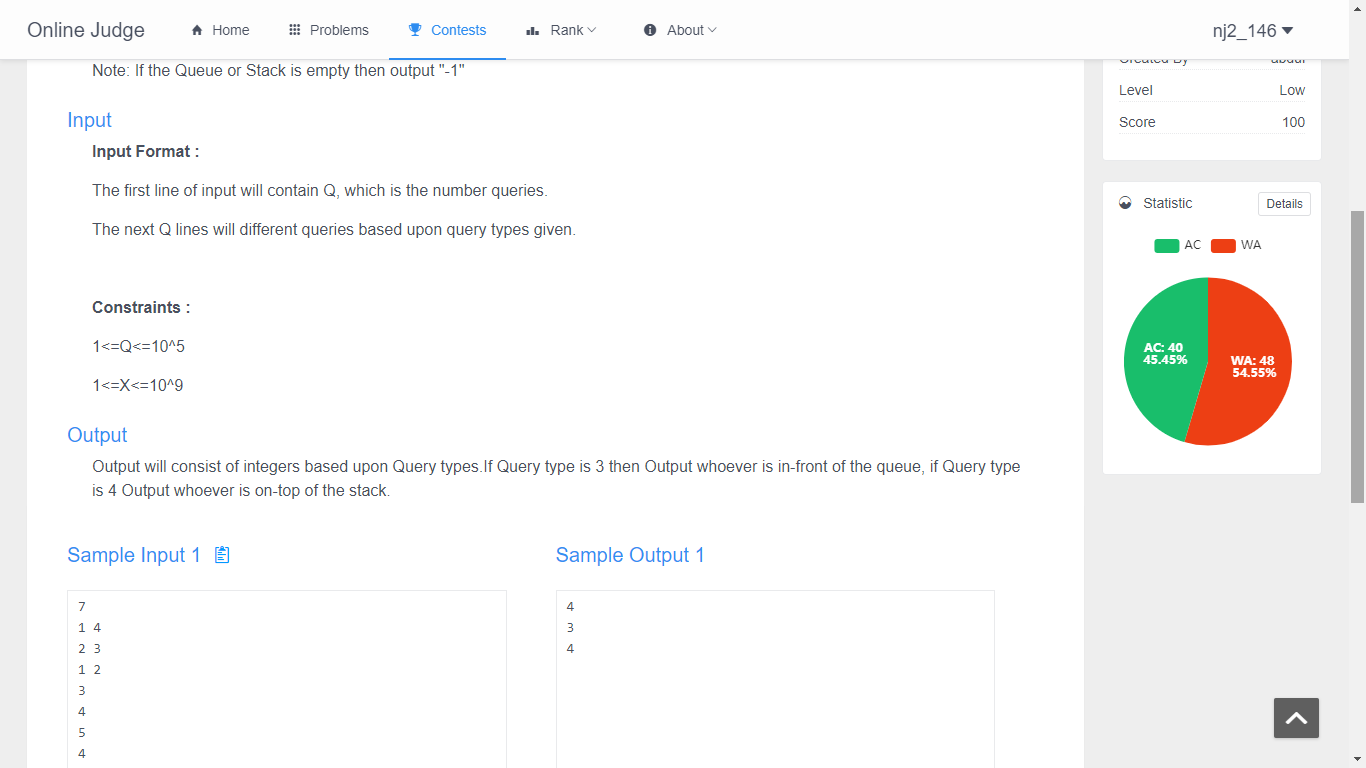 Online Judge
Home
Problems
Contests
Rank
About
nj2_146
Note: If the Queue or Stack is empty then output "-1"
Input
Input Format :
The first line of input will contain Q, which is the number queries.
The next Q lines will different queries based upon query types given.
Constraints :
1<=Q<=10^5
1<=X<=10^9
Output
Output will consist of integers based upon Query types.If Query type is 3 then Output whoever is in-front of the queue, if Query type
is 4 Output whoever is on-top of the stack.
Sample Input 1
7
1 4
2 3
1 2
3
4
5
4
Sample Output 1
4
3
4
Created By abdul
Level Low
Score 100
Statistic
Details
AC WA
AC: 40
45.45%
WA: 48
54.55%